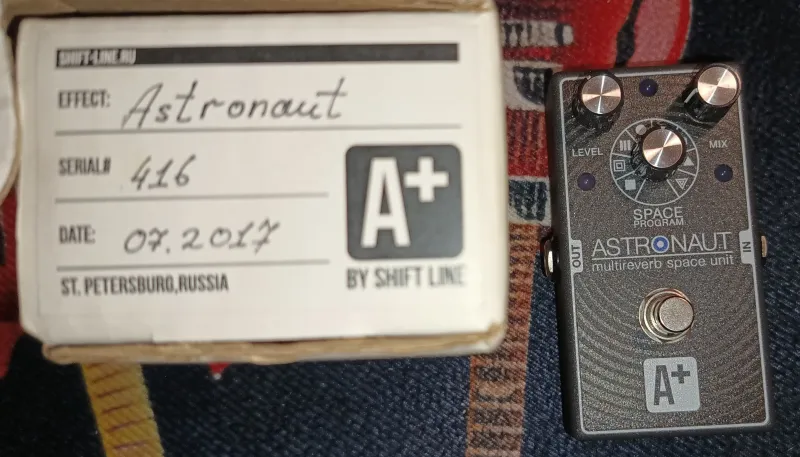 SHIFT-LINE.RU
EFFECT: Astronaut
SERIAL# 416
DATE: 07.2017
A+
BY SHIFT LINE
ST. PETERSBURG,RUSSIA
LEVEL
MIX
SPACE
PROGRAM
OUT
ASTRONAUT
IN
multireverb space unit
A+